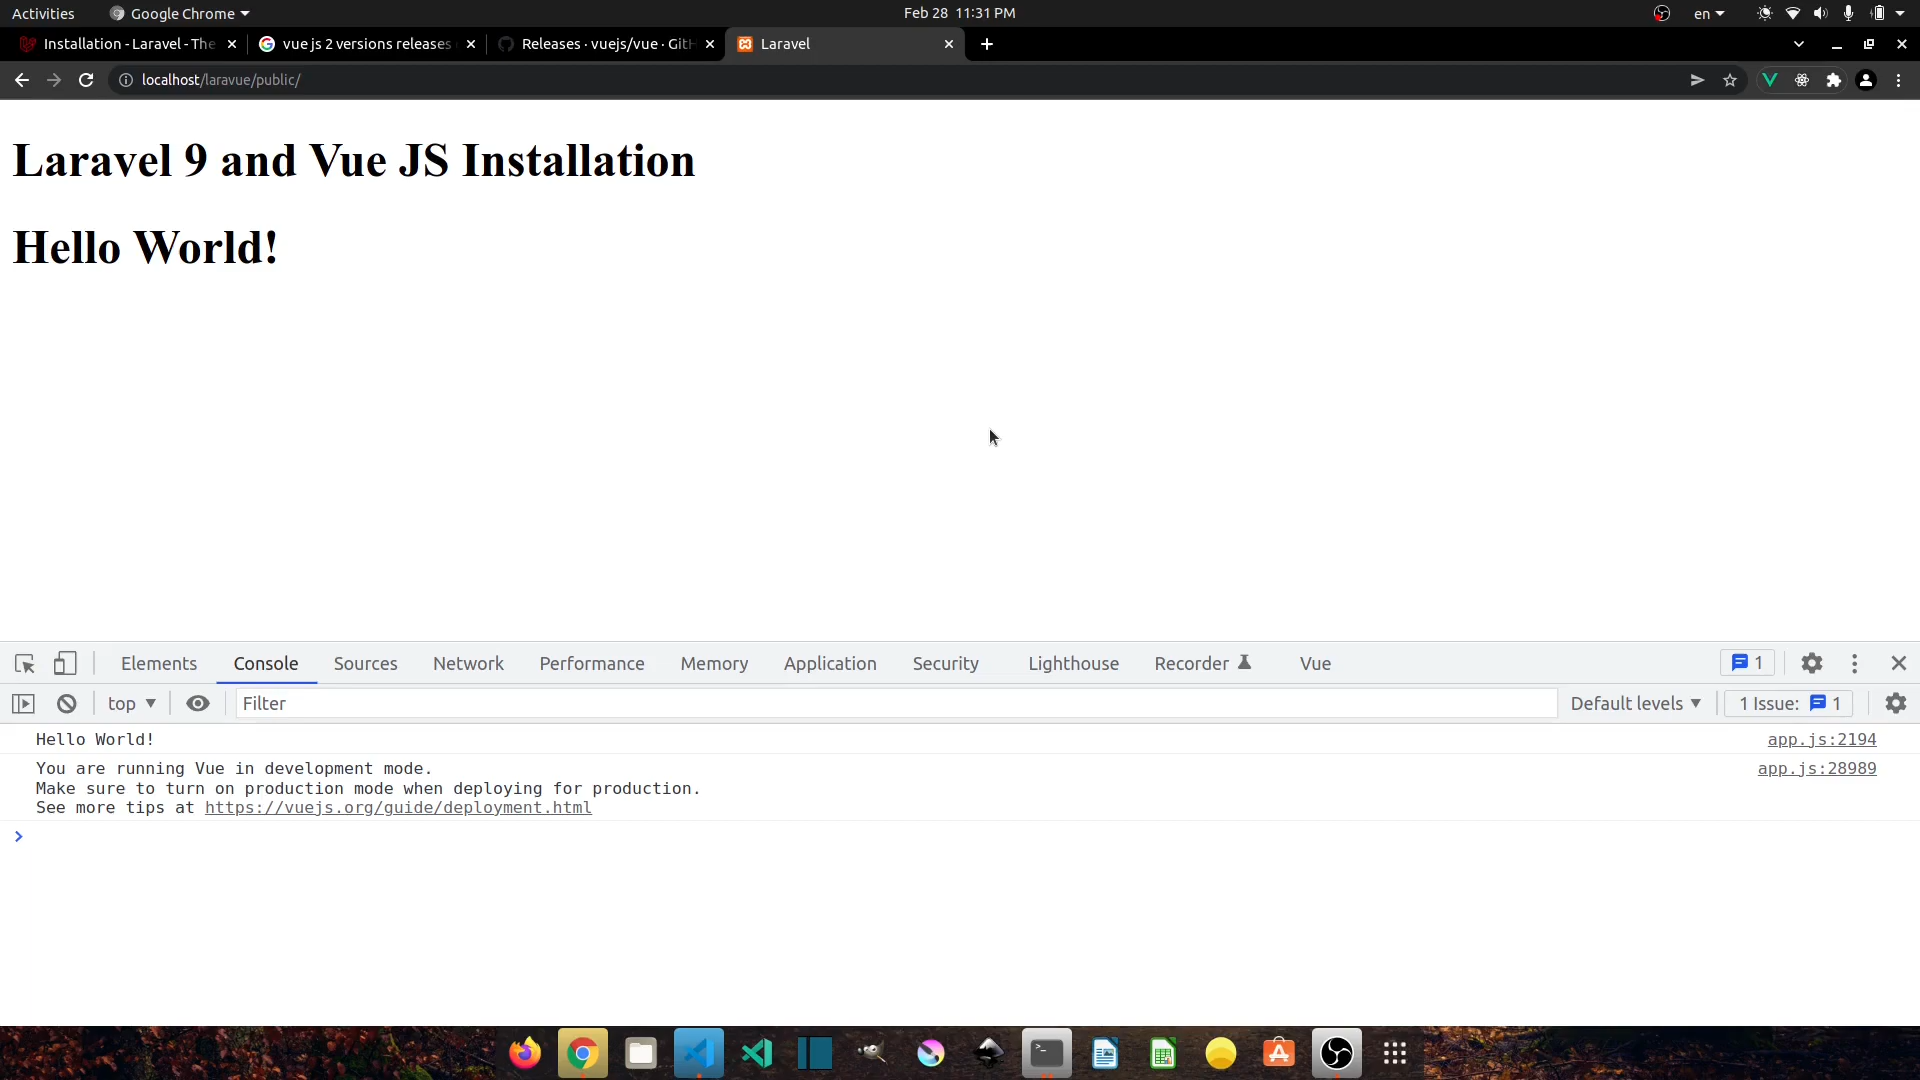 Activities
Google Chrome
Feb 28 11:31 PM
en
Installation - Laravel - The
vue js 2 versions releases
Releases · vuejs/vue · GitH
Laravel
localhost/laravue/public/
Laravel 9 and Vue JS Installation
Hello World!
Elements
Console
Sources
Network
Performance
Memory
Application
Security
Lighthouse
Recorder
Vue
1
top
Filter
Default levels
1 Issue: 1
Hello World!
app.js:2194
You are running Vue in development mode.
app.js:28989
Make sure to turn on production mode when deploying for production.
See more tips at https://vuejs.org/guide/deployment.html